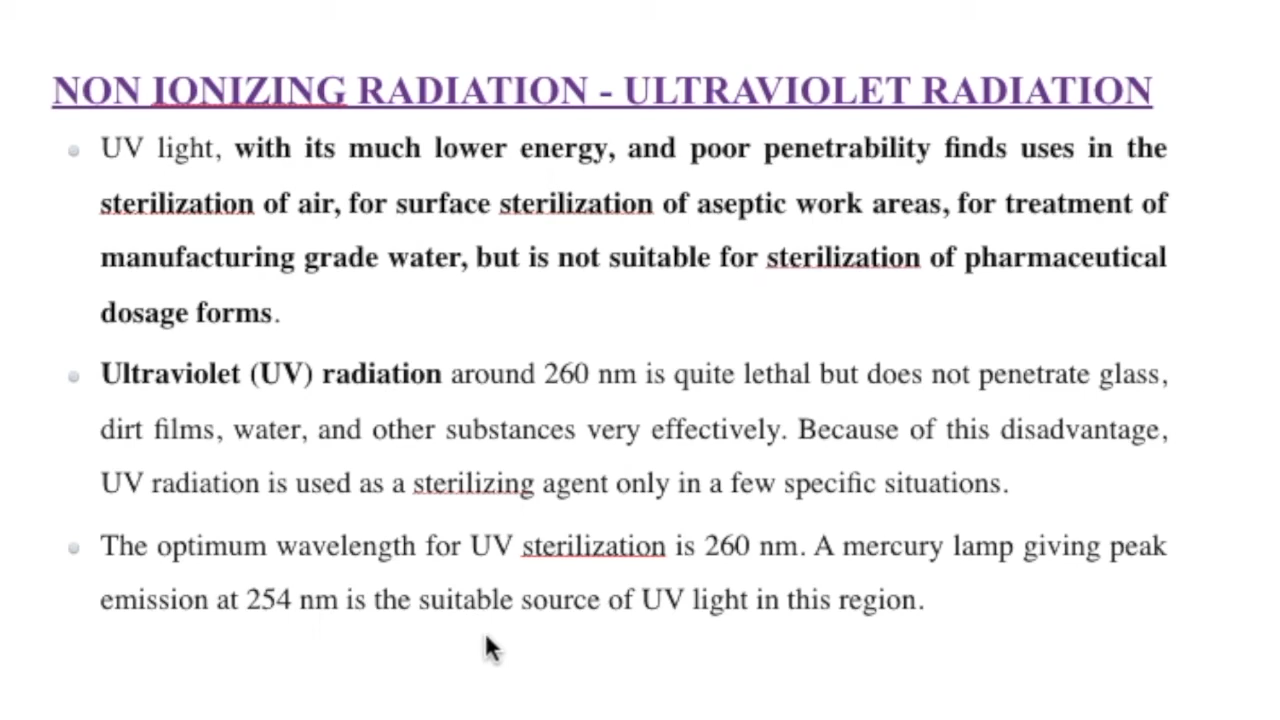 NON IONIZING RADIATION - ULTRAVIOLET RADIATION
UV light, with its much lower energy, and poor penetrability finds uses in the
sterilization of air, for surface sterilization of aseptic work areas, for treatment of
manufacturing grade water, but is not suitable for sterilization of pharmaceutical
dosage forms.
Ultraviolet (UV) radiation around 260 nm is quite lethal but does not penetrate glass,
dirt films, water, and other substances very effectively. Because of this disadvantage,
UV radiation is used as a sterilizing agent only in a few specific situations.
The optimum wavelength for UV sterilization is 260 nm. A mercury lamp giving peak
emission at 254 nm is the suitable source of UV light in this region.